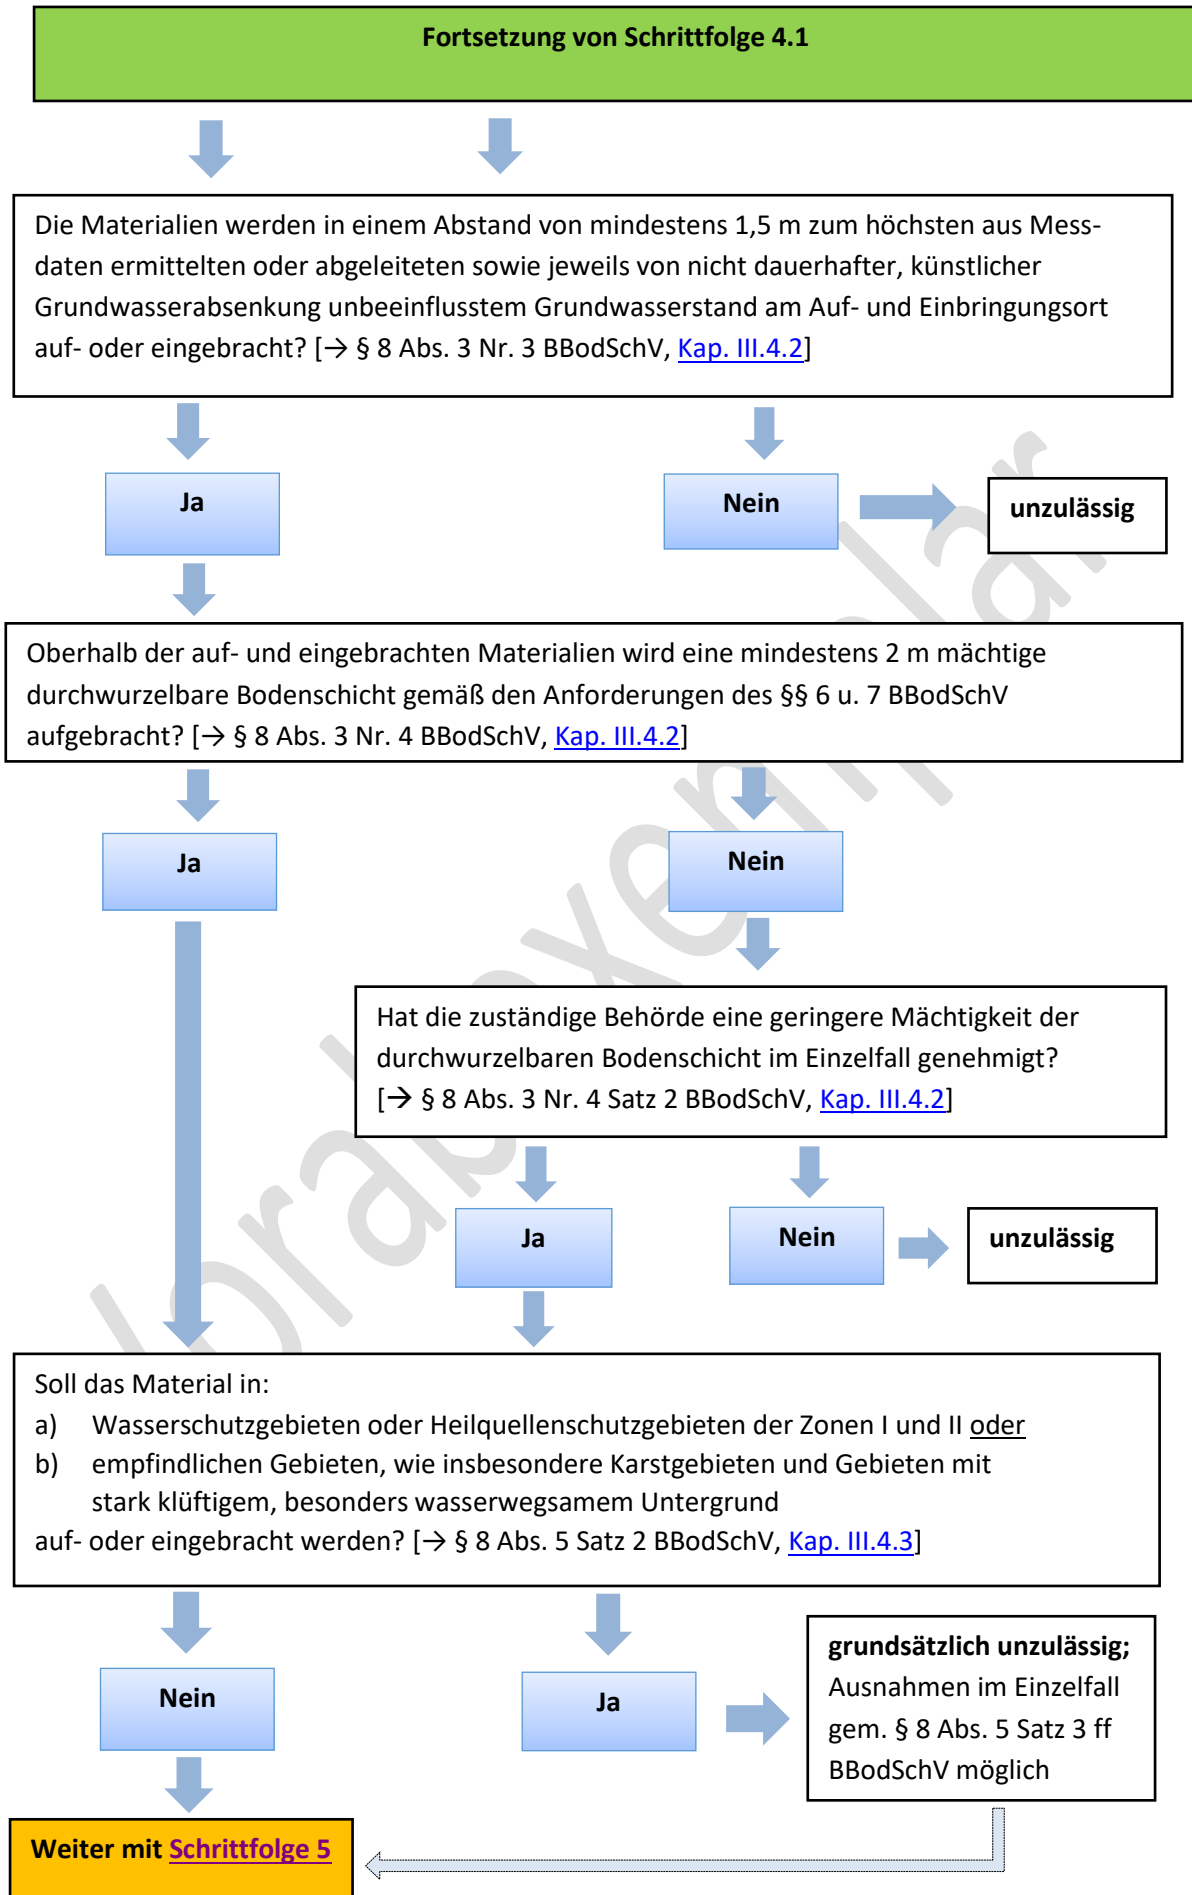 Fortsetzung von Schrittfolge 4.1
Die Materialien werden in einem Abstand von mindestens 1,5 m zum höchsten aus Mess-
daten ermittelten oder abgeleiteten sowie jeweils von nicht dauerhafter, künstlicher
Grundwasserabsenkung unbeeinflusstem Grundwasserstand am Auf- und Einbringungsort
auf- oder eingebracht? [→ § 8 Abs. 3 Nr. 3 BBodSchV, Kap. III.4.2]
Ja
Nein
unzulässig
Oberhalb der auf- und eingebrachten Materialien wird eine mindestens 2 m mächtige
durchwurzelbare Bodenschicht gemäß den Anforderungen des §§ 6 u. 7 BBodSchV
aufgebracht? [→ § 8 Abs. 3 Nr. 4 BBodSchV, Kap. III.4.2]
Ja
Nein
Hat die zuständige Behörde eine geringere Mächtigkeit der
durchwurzelbaren Bodenschicht im Einzelfall genehmigt?
[→ § 8 Abs. 3 Nr. 4 Satz 2 BBodSchV, Kap. III.4.2]
Ja
Nein
unzulässig
Soll das Material in:
a) Wasserschutzgebieten oder Heilquellenschutzgebieten der Zonen I und II oder
b) empfindlichen Gebieten, wie insbesondere Karstgebieten und Gebieten mit
stark klüftigem, besonders wasserwegsamem Untergrund
auf- oder eingebracht werden? [→ § 8 Abs. 5 Satz 2 BBodSchV, Kap. III.4.3]
Nein
Ja
grundsätzlich unzulässig;
Ausnahmen im Einzelfall
gem. § 8 Abs. 5 Satz 3 ff
BBodSchV möglich
Weiter mit Schrittfolge 5